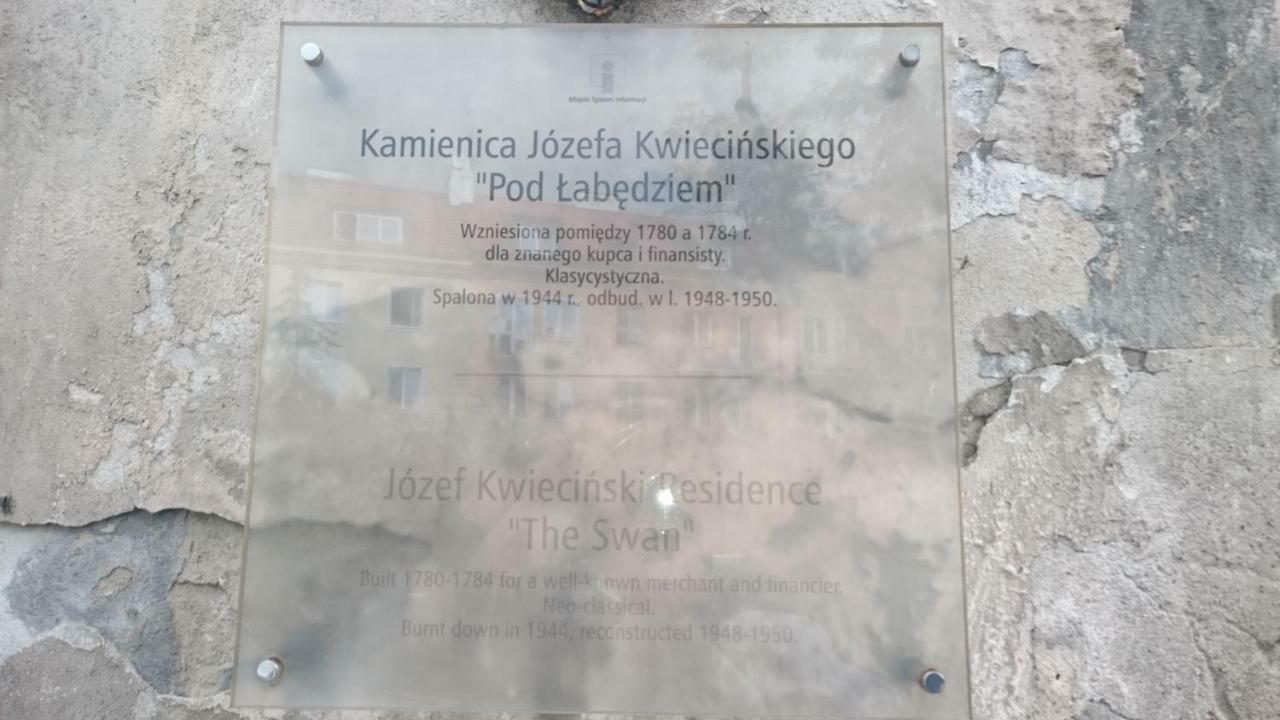 Miejski System Informacji
Kamienica Józefa Kwiecińskiego
"Pod Łabędziem"
Wzniesiona pomiędzy 1780 a 1784 r.
dla znanego kupca i finansisty.
Klasycystyczna.
Spalona w 1944 r., odbud. w l. 1948-1950.
Józef Kwieciński Residence
"The Swan"
Built 1780-1784 for a well-known merchant and financier.
Neo-classical.
Burnt down in 1944, reconstructed 1948-1950.